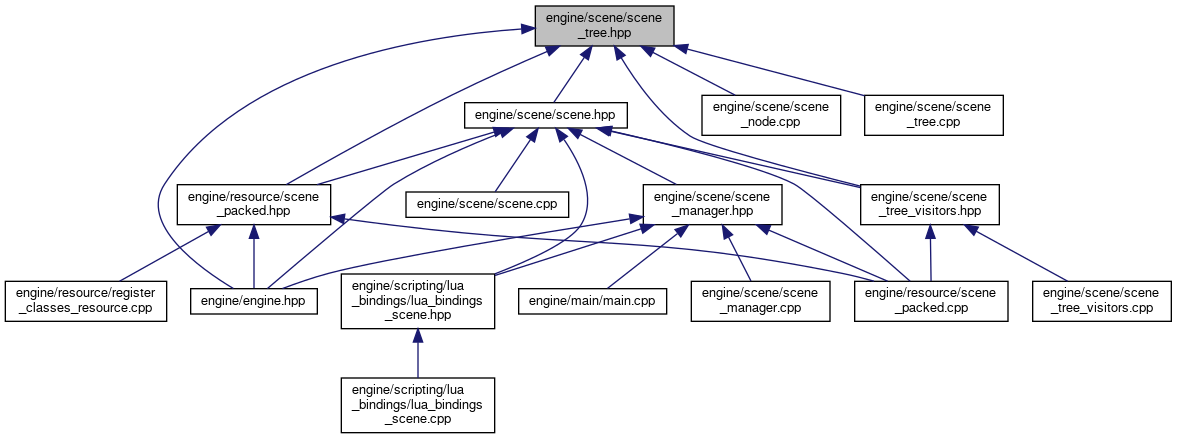 engine/scene/scene
_tree.hpp
engine/scene/scene.hpp
engine/scene/scene
_node.cpp
engine/scene/scene
_tree.cpp
engine/resource/scene
_packed.hpp
engine/scene/scene.cpp
engine/scene/scene
_manager.hpp
engine/scene/scene
_tree_visitors.hpp
engine/resource/register
_classes_resource.cpp
engine/engine.hpp
engine/scripting/lua
_bindings/lua_bindings
_scene.hpp
engine/main/main.cpp
engine/scene/scene
_manager.cpp
engine/resource/scene
_packed.cpp
engine/scene/scene
_tree_visitors.cpp
engine/scripting/lua
_bindings/lua_bindings
_scene.cpp